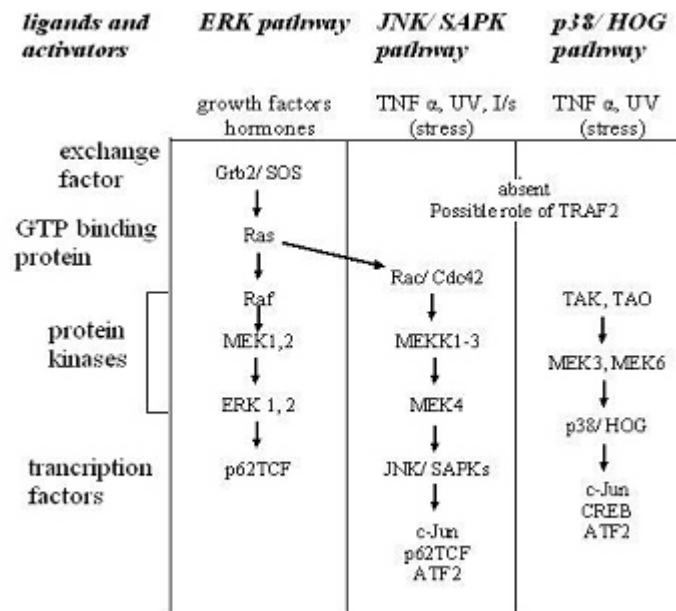 ligands and activators
ERK pathway
JNK/ SAPK pathway
p38/ HOG pathway
growth factors
hormones
TNF α, UV, I/s
(stress)
TNF α, UV
(stress)
exchange factor
Grb2/ SOS
absent
Possible role of TRAF2
GTP binding protein
Ras
Rac/ Cdc42
protein kinases
Raf
TAK, TAO
MEK1,2
MEKK1-3
MEK3, MEK6
ERK 1, 2
MEK4
p38/ HOG
trancription factors
p62TCF
JNK/ SAPKs
c-Jun
CREB
ATF2
c-Jun
p62TCF
ATF2